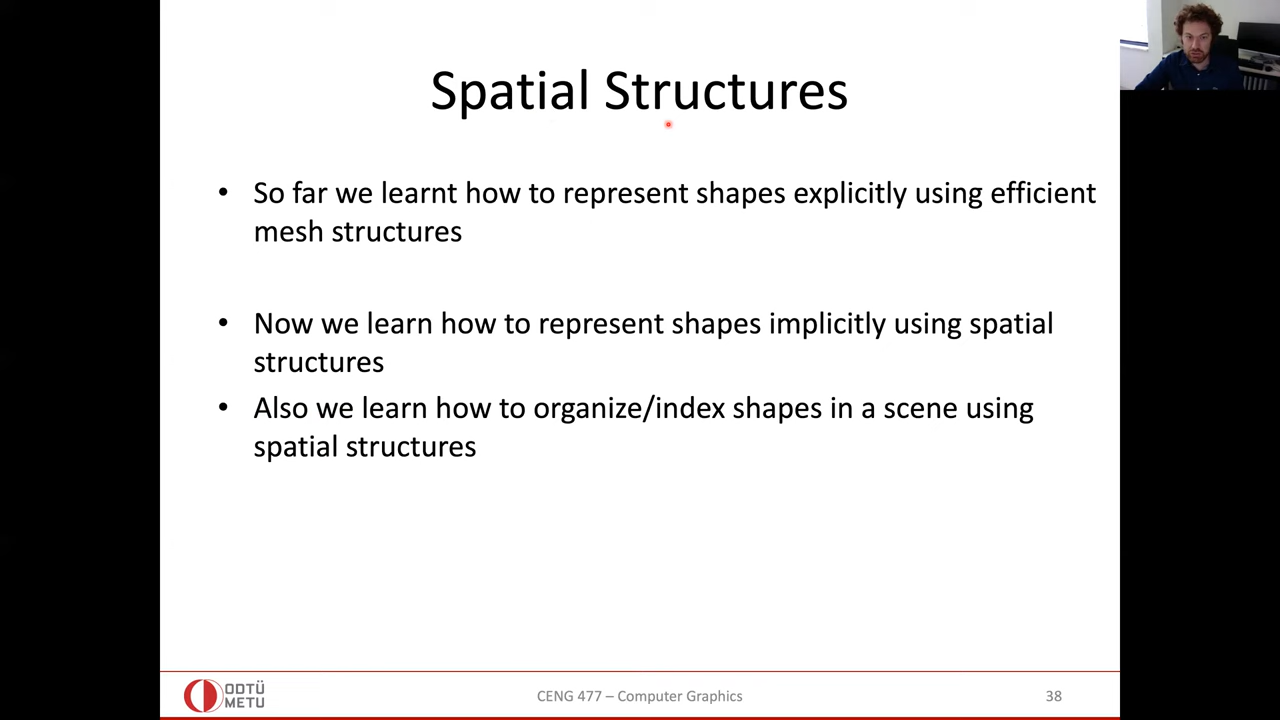 Spatial Structures
• So far we learnt how to represent shapes explicitly using efficient
mesh structures
• Now we learn how to represent shapes implicitly using spatial
structures
• Also we learn how to organize/index shapes in a scene using
spatial structures
ODTÜ
METU
CENG 477 – Computer Graphics
38